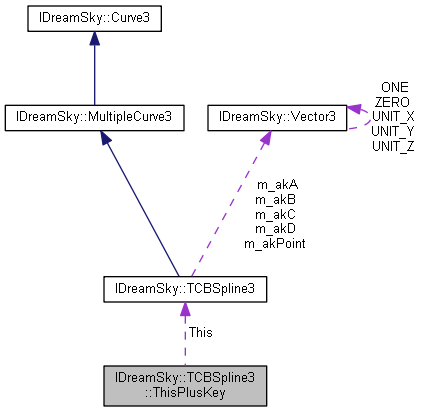 IDreamSky::Curve3
IDreamSky::MultipleCurve3
IDreamSky::Vector3
ONE
ZERO
UNIT_X
UNIT_Y
UNIT_Z
m_akA
m_akB
m_akC
m_akD
m_akPoint
IDreamSky::TCBSpline3
This
IDreamSky::TCBSpline3
::ThisPlusKey